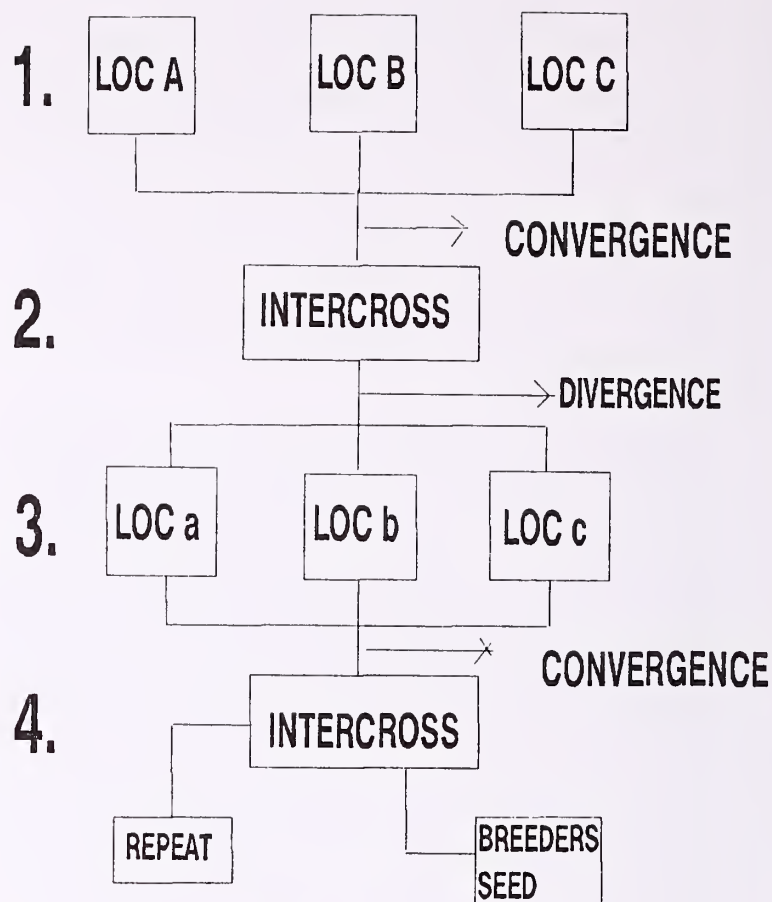 1.
LOC A
LOC B
LOC C
CONVERGENCE
2.
INTERCROSS
DIVERGENCE
3.
LOC a
LOC b
LOC c
CONVERGENCE
4.
INTERCROSS
REPEAT
BREEDERS
SEED